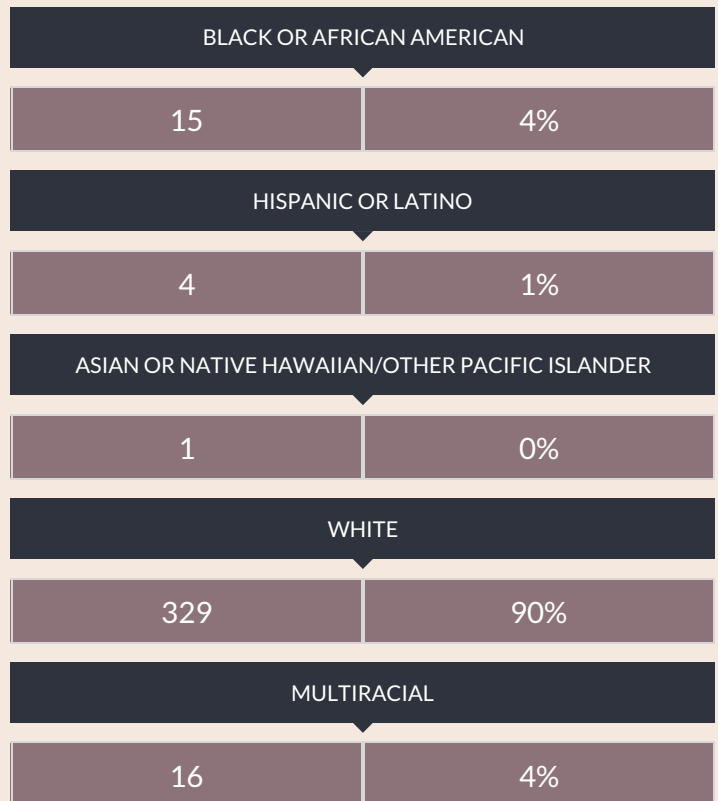 BLACK OR AFRICAN AMERICAN
15 4%
HISPANIC OR LATINO
4 1%
ASIAN OR NATIVE HAWAIIAN/OTHER PACIFIC ISLANDER
1 0%
WHITE
329 90%
MULTIRACIAL
16 4%